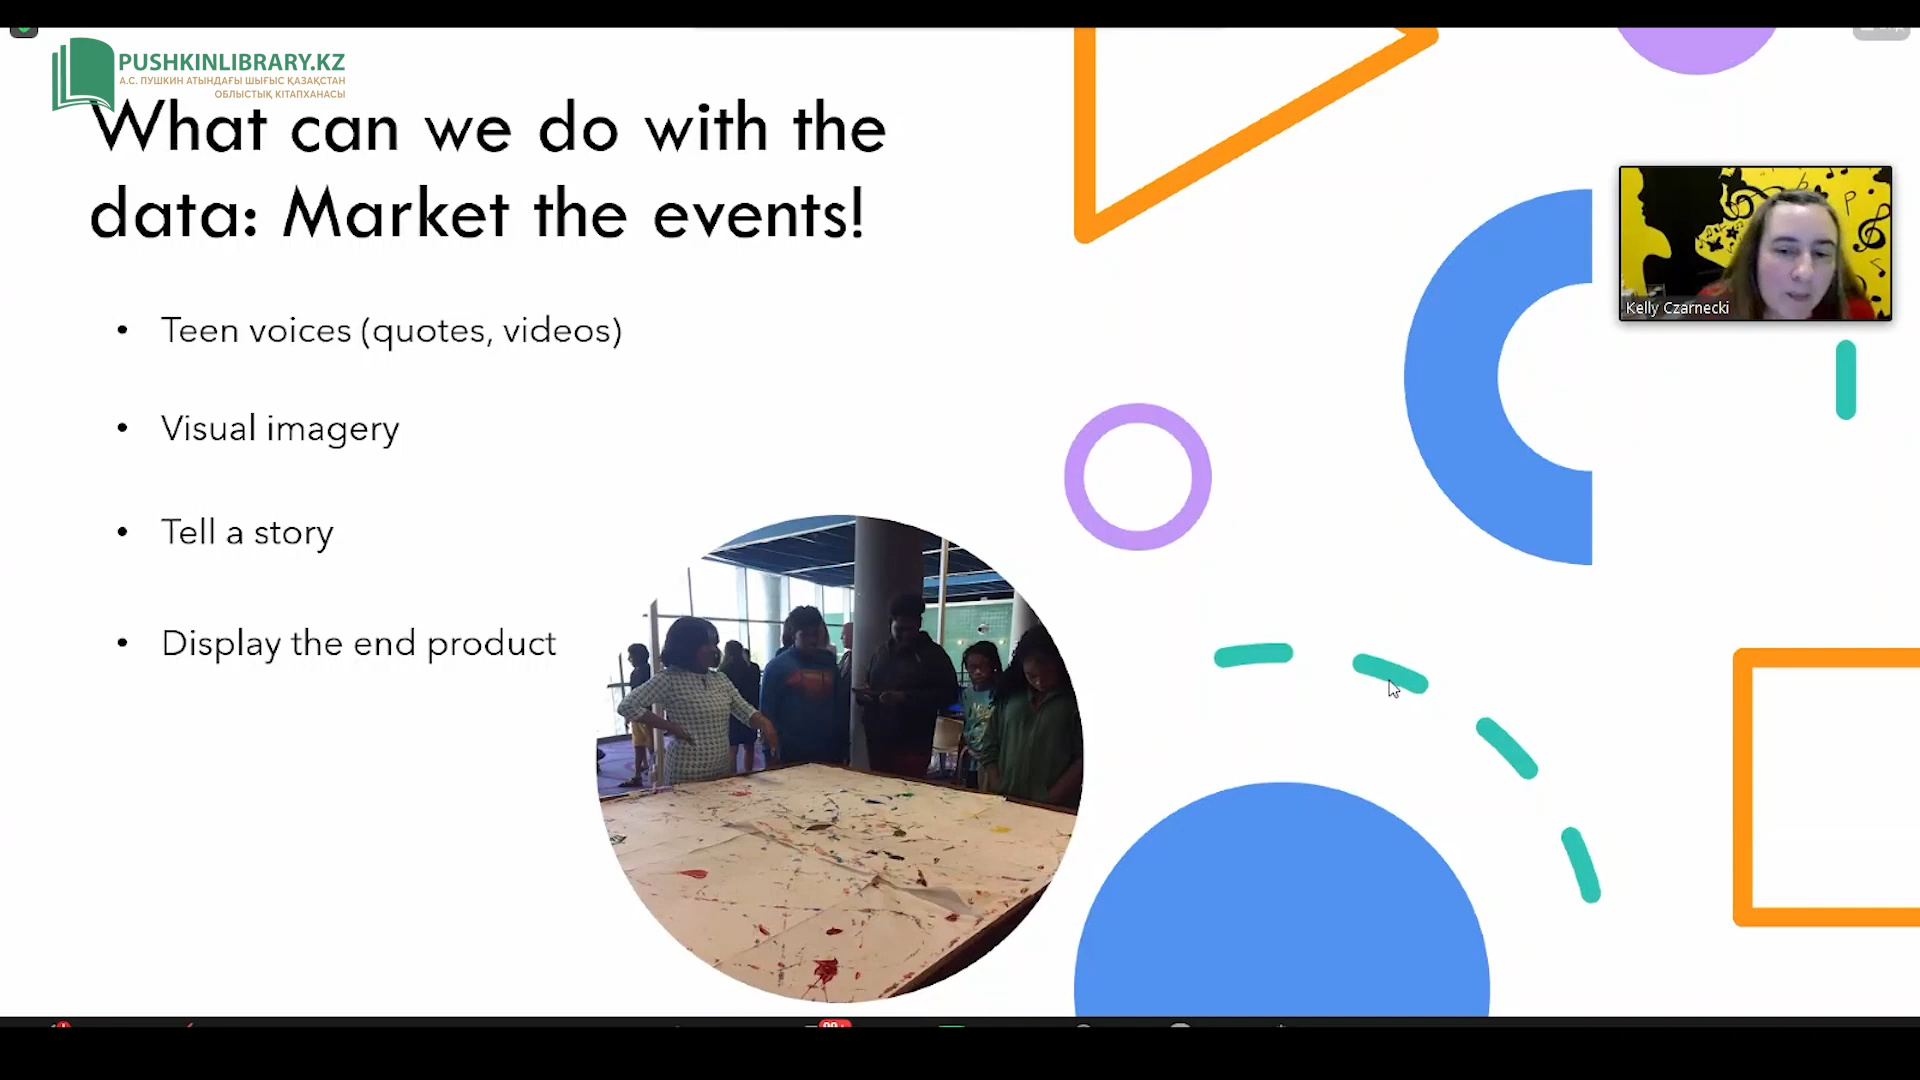 PUSHKINLIBRARY.KZ
А.С. ПУШКИН АТЫНДАҒЫ ШЫҒЫС ҚАЗАҚСТАН
ОБЛЫСТЫҚ КІТАПХАНАСЫ
What can we do with the
data: Market the events!
• Teen voices (quotes, videos)
• Visual imagery
• Tell a story
• Display the end product
Kelly Czarnecki